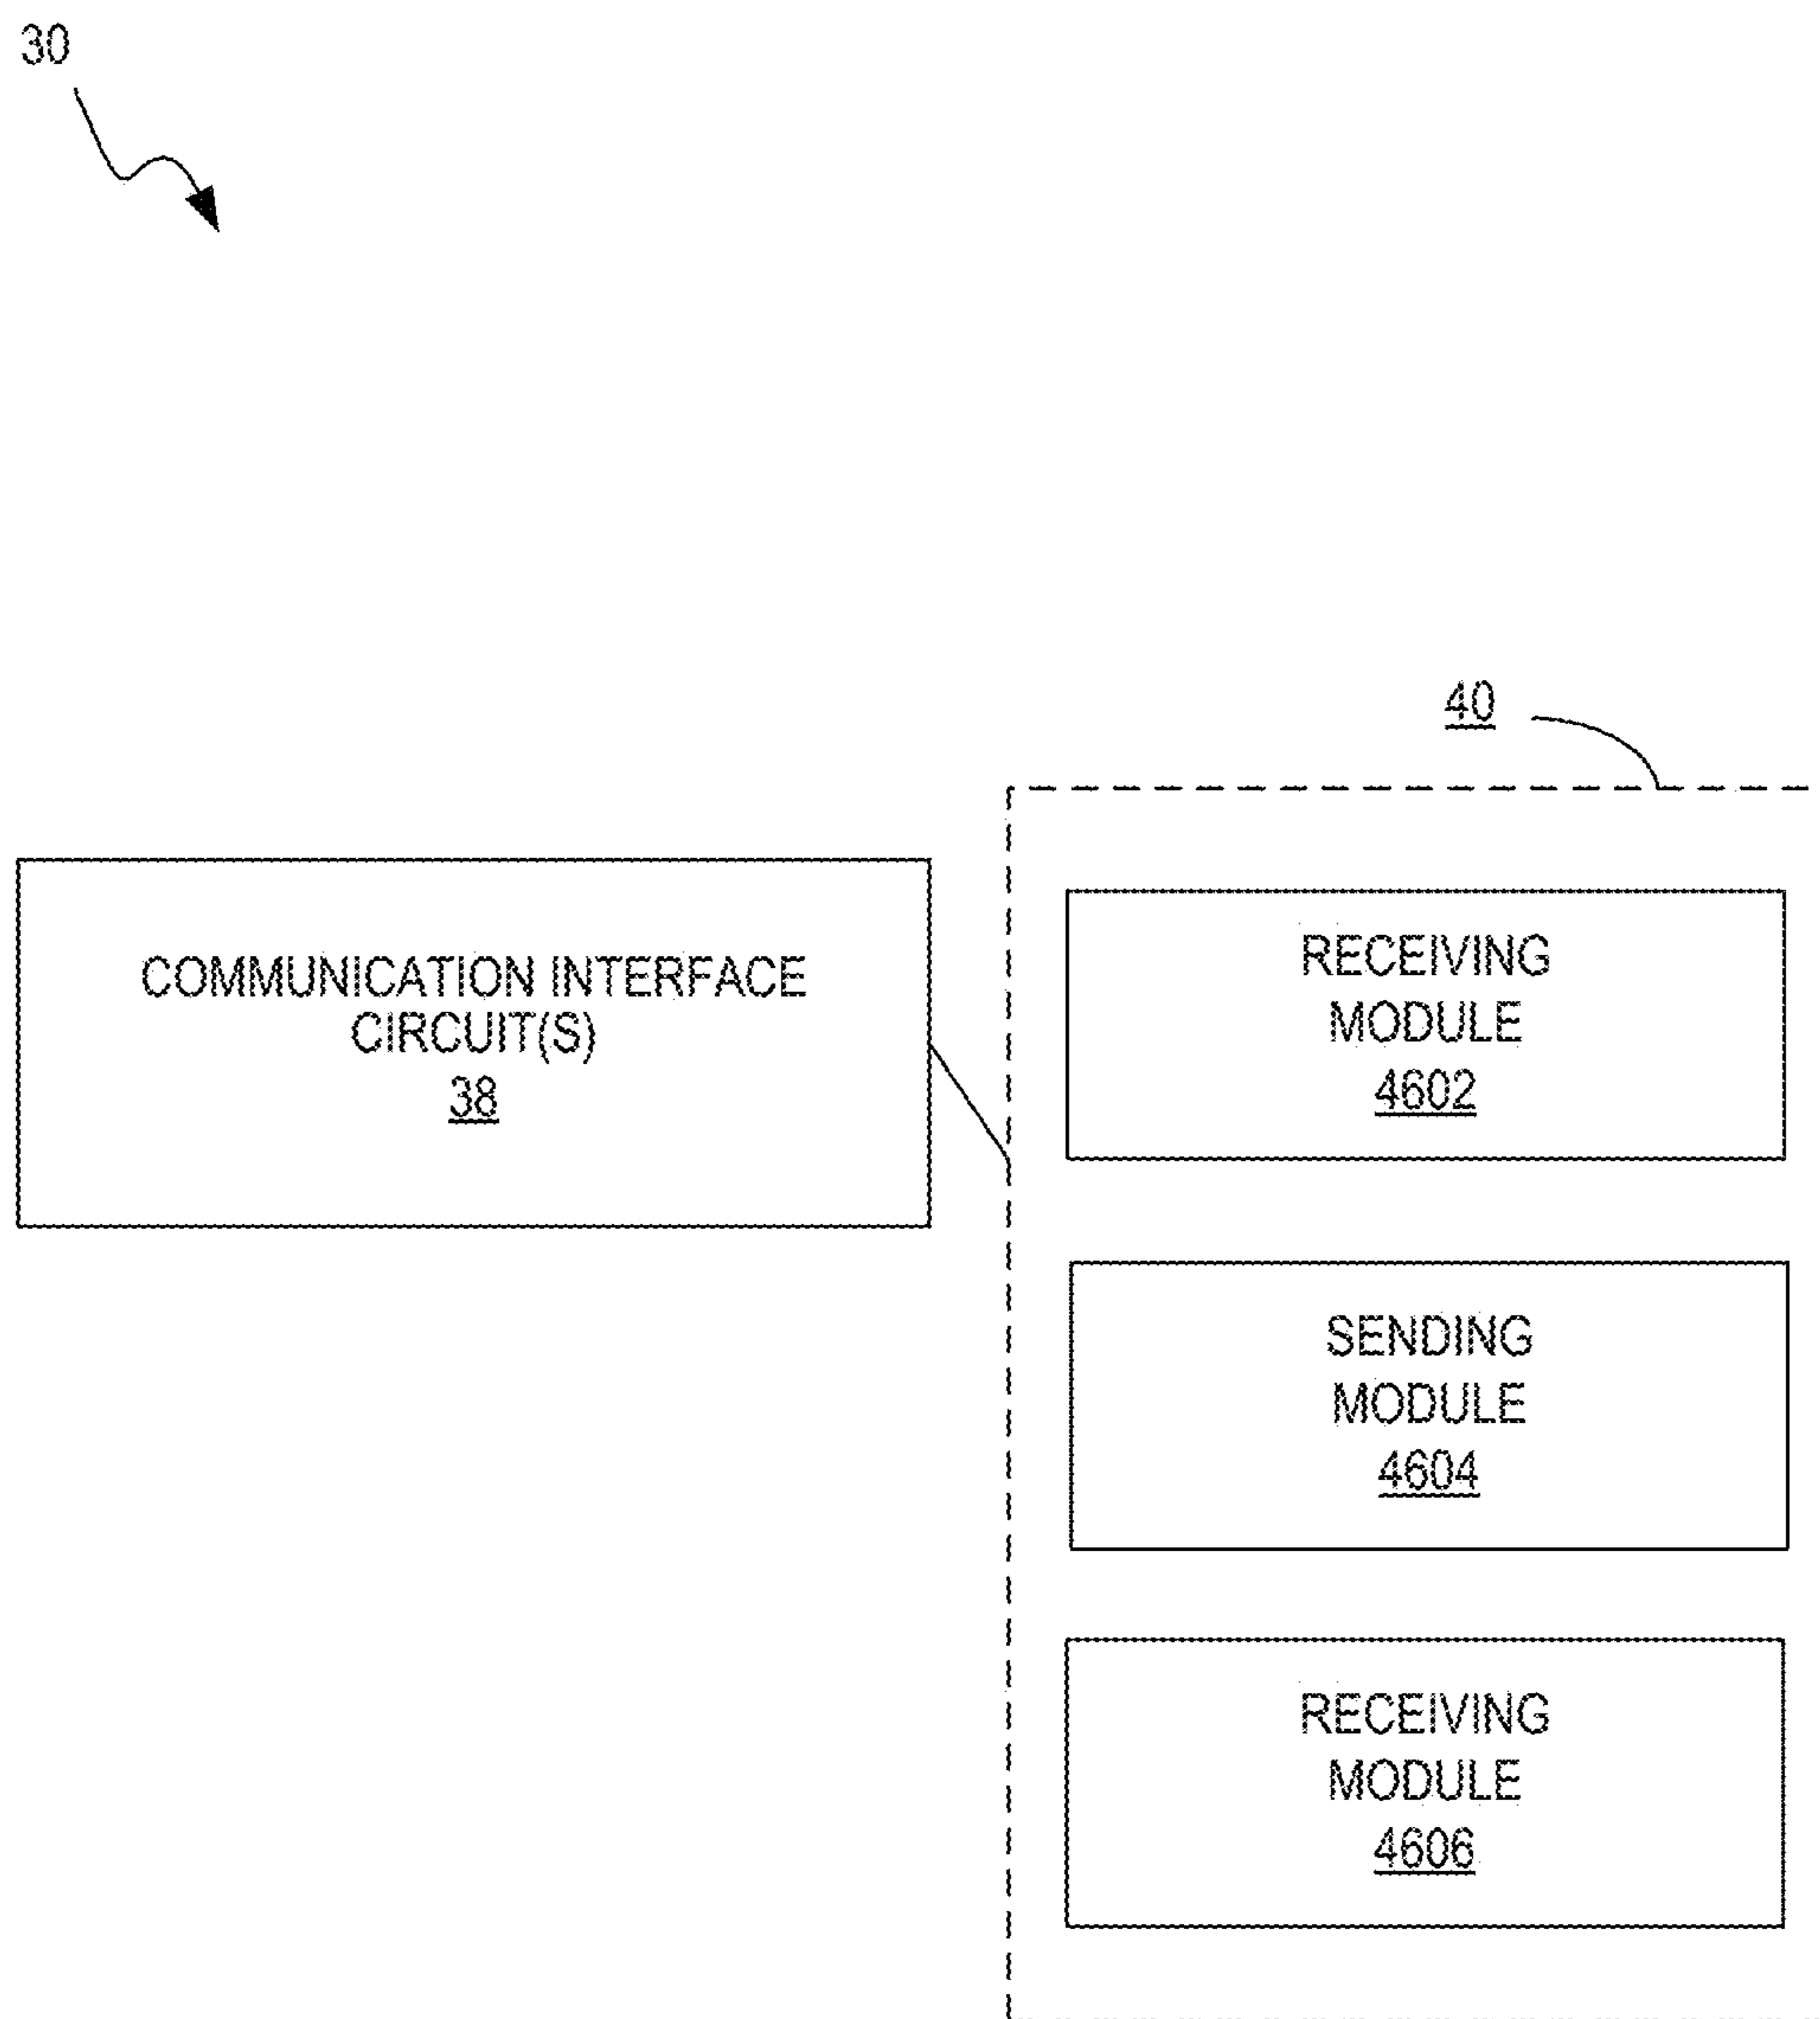 30
40
COMMUNICATION INTERFACE
CIRCUIT(S)
38
RECEIVING
MODULE
4602
SENDING
MODULE
4604
RECEIVING
MODULE
4606